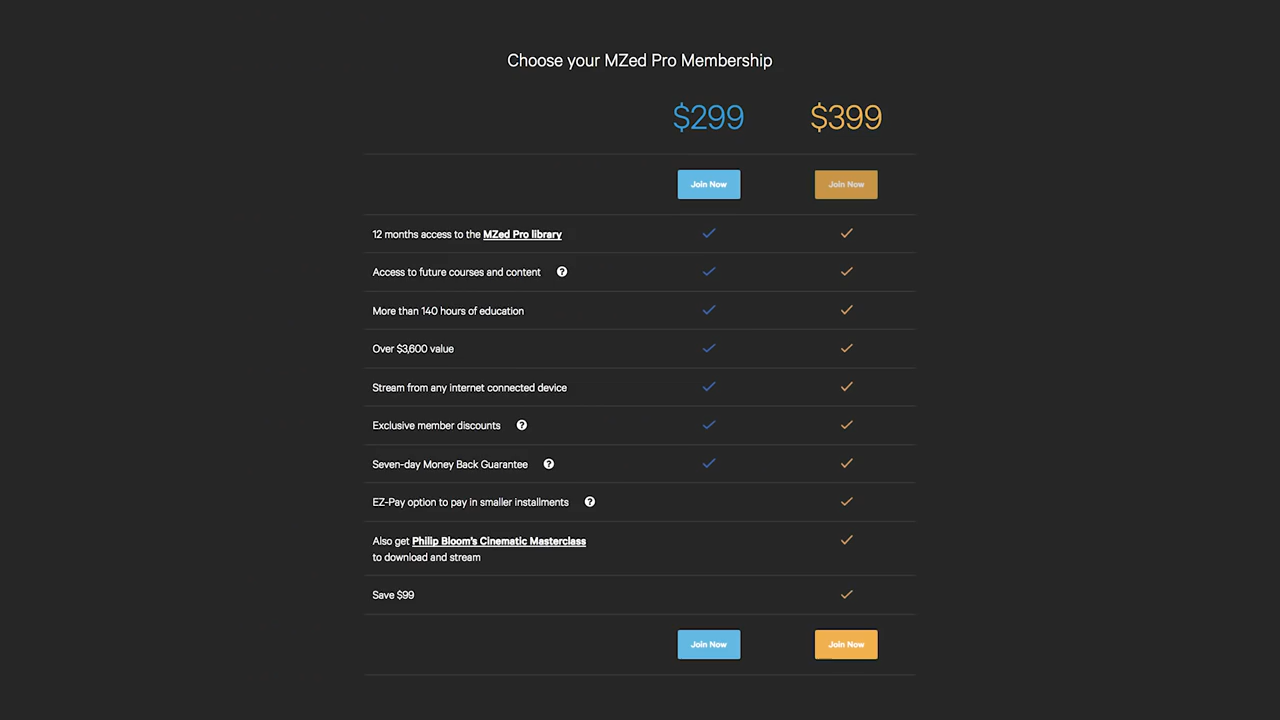 Choose your MZed Pro Membership
$299 $399
Join Now Join Now
12 months access to the MZed Pro library
Access to future courses and content ?
More than 140 hours of education
Over $3,600 value
Stream from any internet connected device
Exclusive member discounts ?
Seven-day Money Back Guarantee ?
EZ-Pay option to pay in smaller installments ?
Also get Philip Bloom's Cinematic Masterclass
to download and stream
Save $99
Join Now Join Now